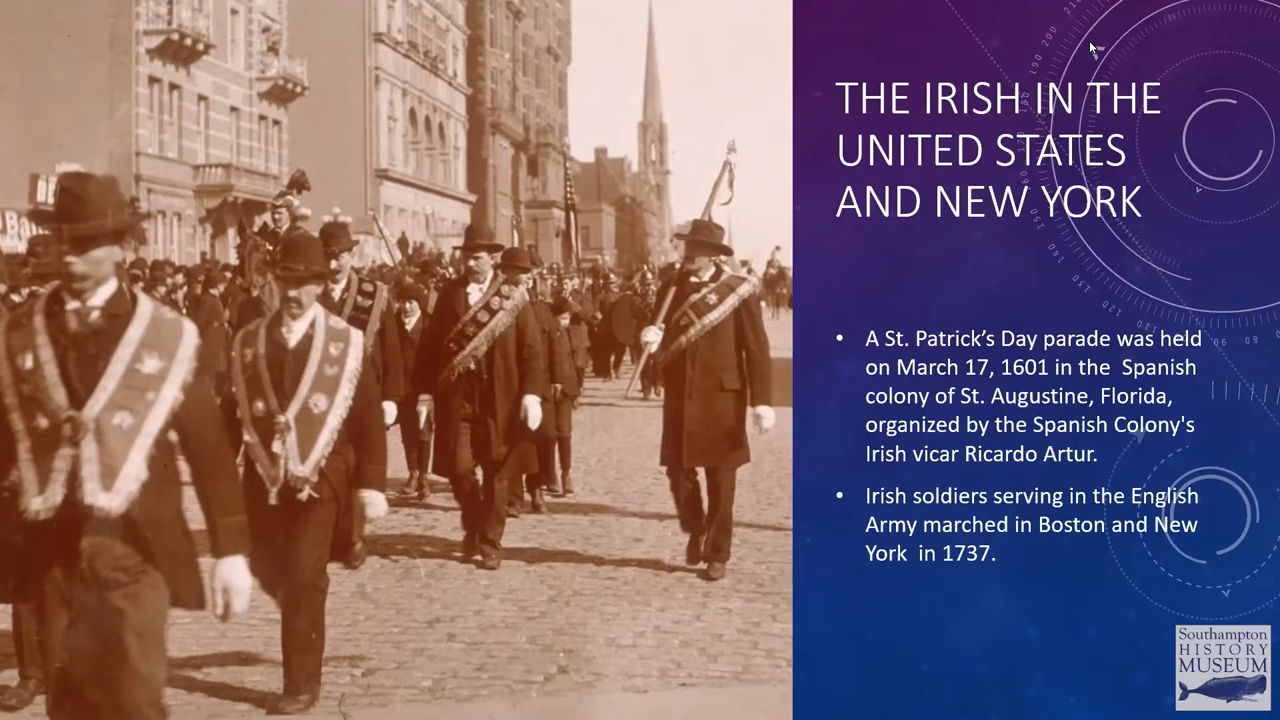 THE IRISH IN THE
UNITED STATES
AND NEW YORK
• A St. Patrick’s Day parade was held
on March 17, 1601 in the  Spanish
colony of St. Augustine, Florida,
organized by the Spanish Colony's
Irish vicar Ricardo Artur.
• Irish soldiers serving in the English
Army marched in Boston and New
York  in 1737.
Southampton
HISTORY
MUSEUM